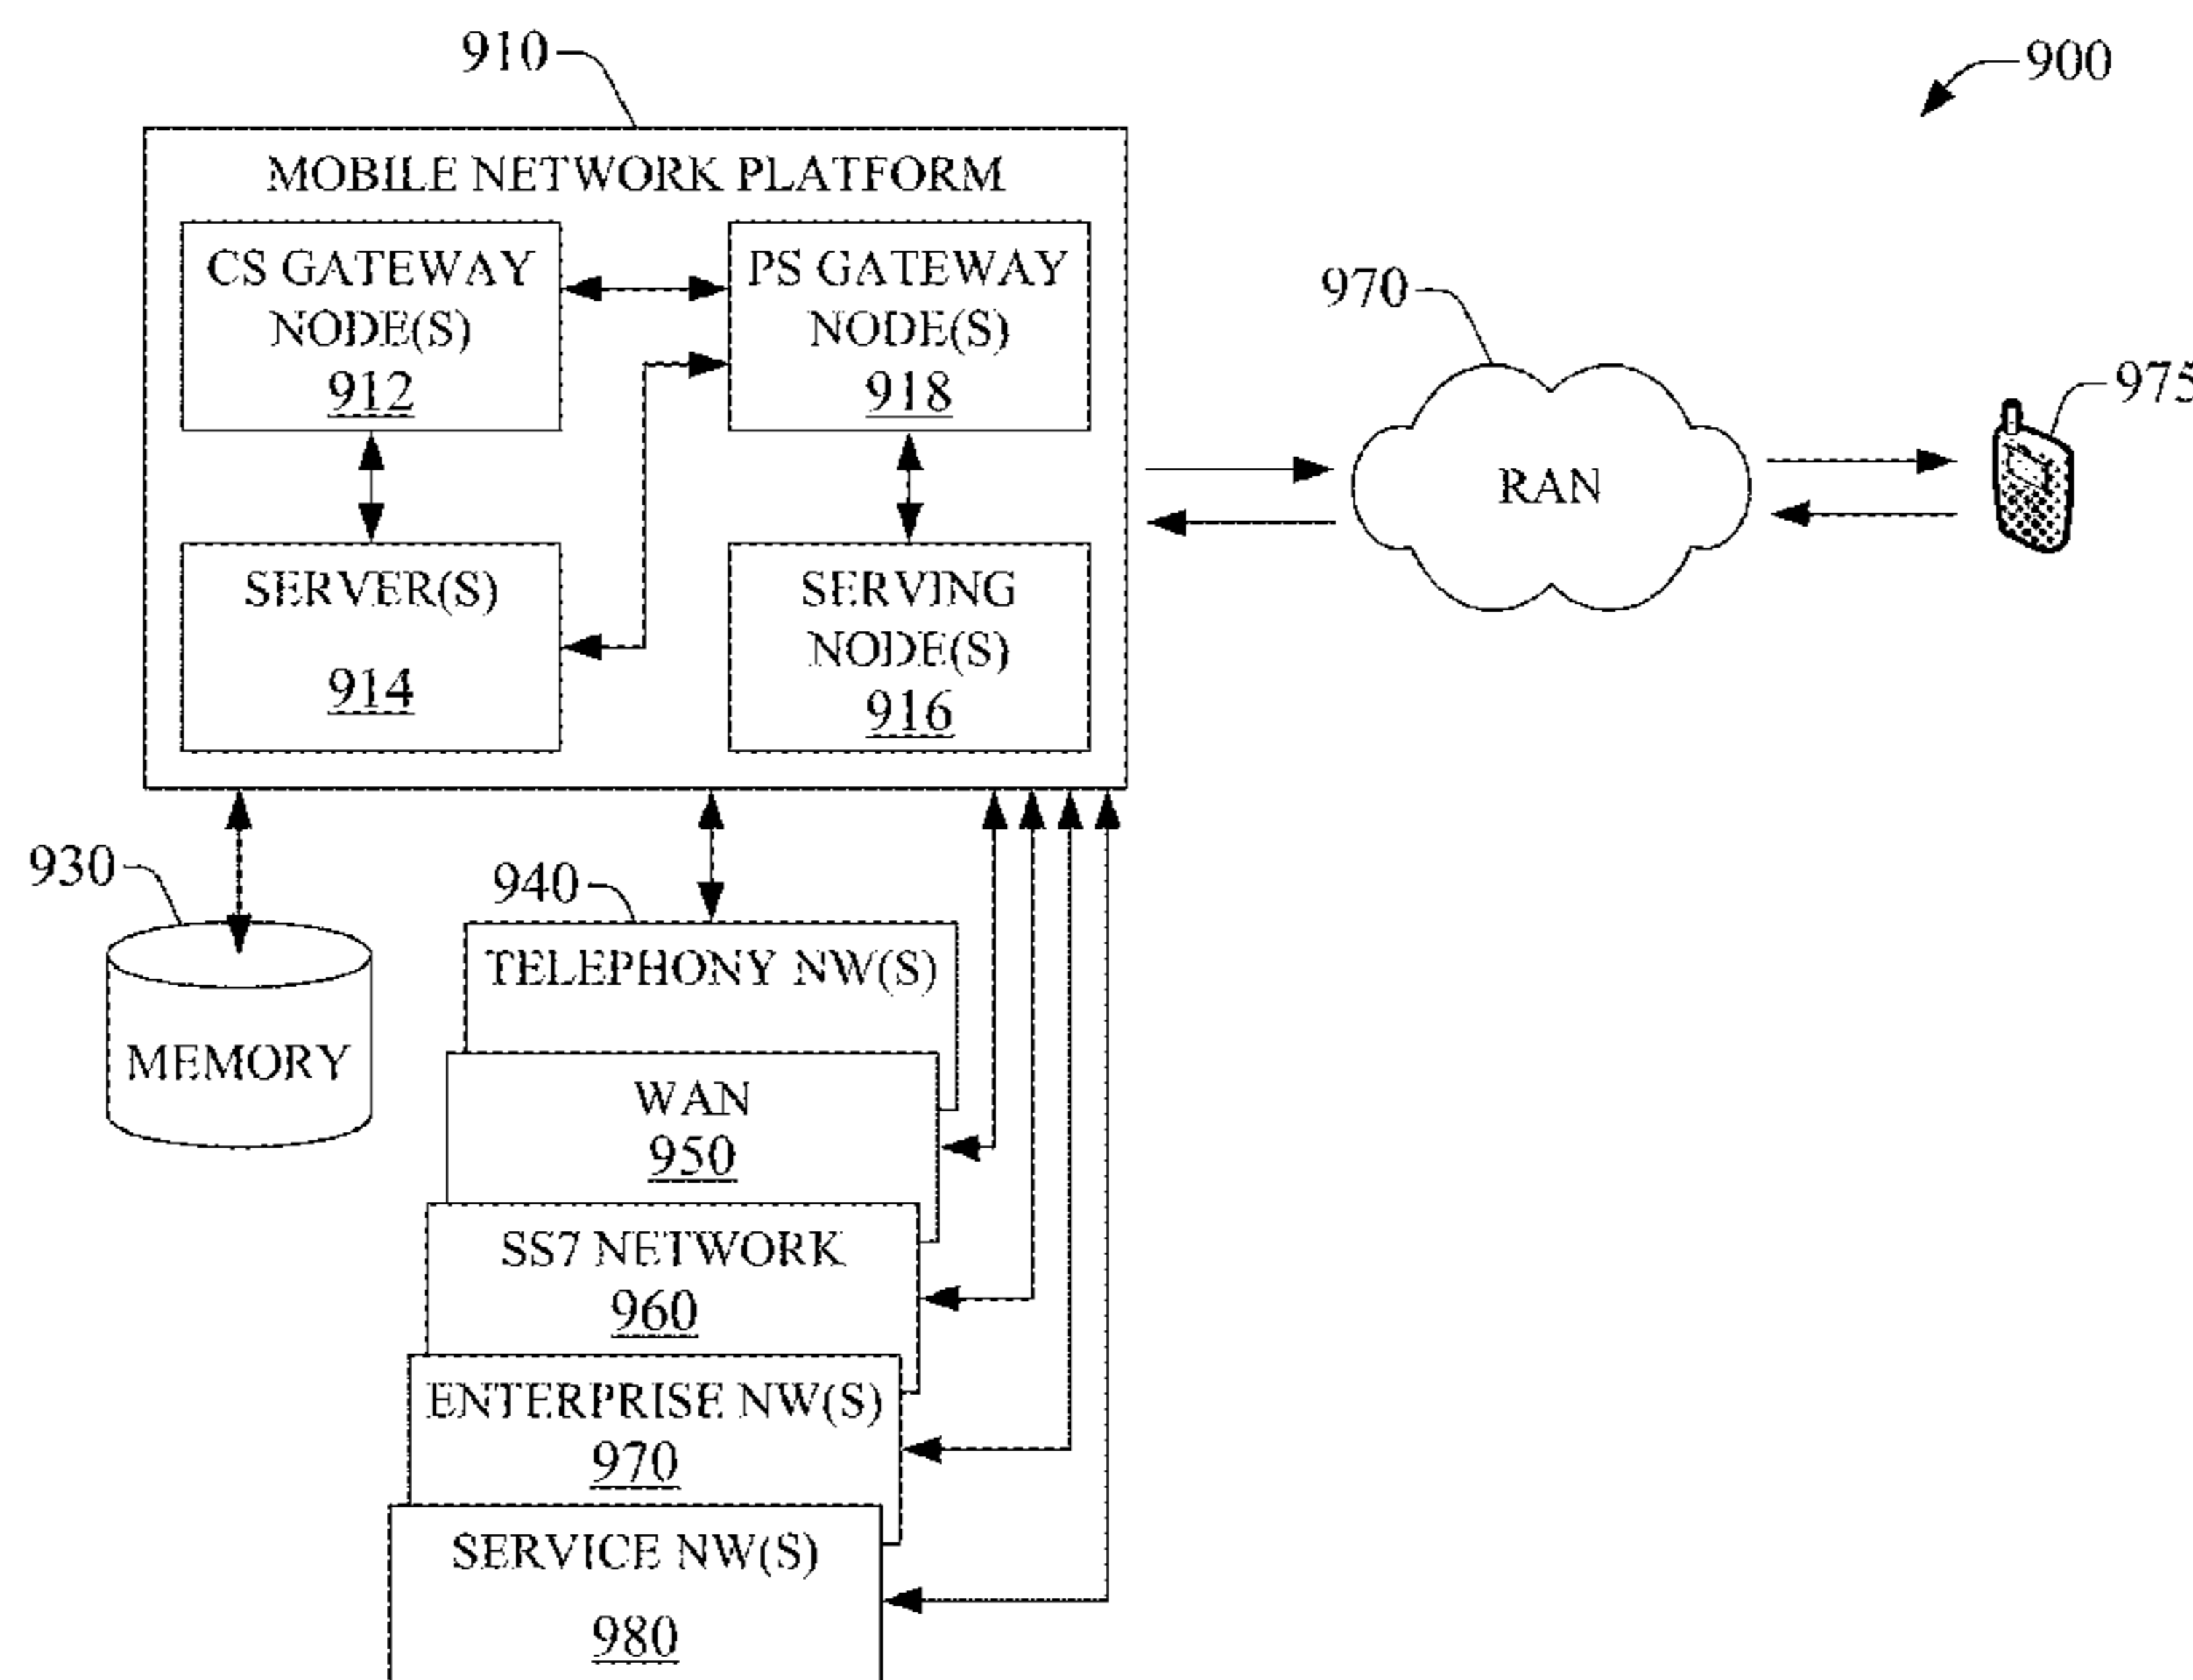 910
900
MOBILE NETWORK PLATFORM
CS GATEWAY
NODE(S)
912
PS GATEWAY
NODE(S)
918
SERVER(S)
914
SERVING
NODE(S)
916
970
RAN
975
930
MEMORY
940
TELEPHONY NW(S)
WAN
950
SS7 NETWORK
960
ENTERPRISE NW(S)
970
SERVICE NW(S)
980